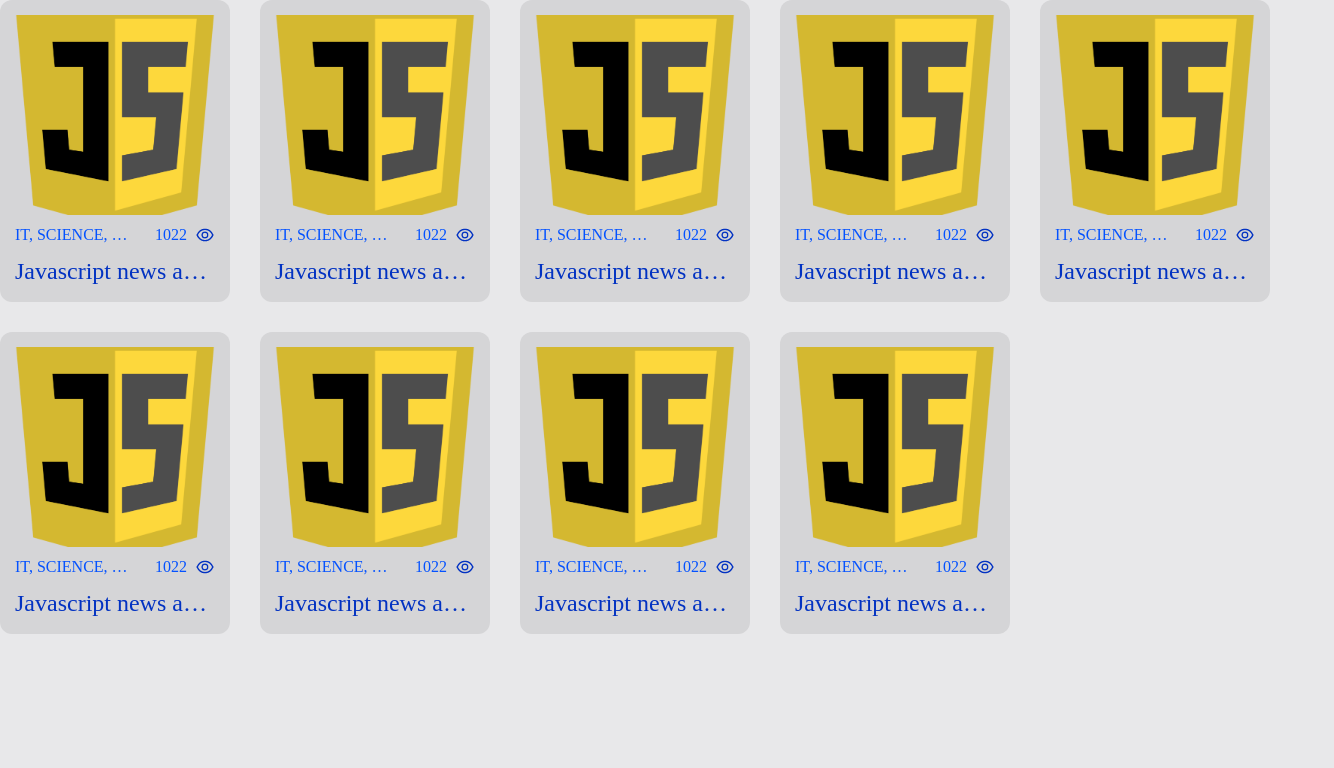 JS JS JS JS JS
IT, SCIENCE, … 1022 IT, SCIENCE, … 1022 IT, SCIENCE, … 1022 IT, SCIENCE, … 1022 IT, SCIENCE, … 1022
Javascript news a… Javascript news a… Javascript news a… Javascript news a… Javascript news a…
JS JS JS JS
IT, SCIENCE, … 1022 IT, SCIENCE, … 1022 IT, SCIENCE, … 1022 IT, SCIENCE, … 1022
Javascript news a… Javascript news a… Javascript news a… Javascript news a…